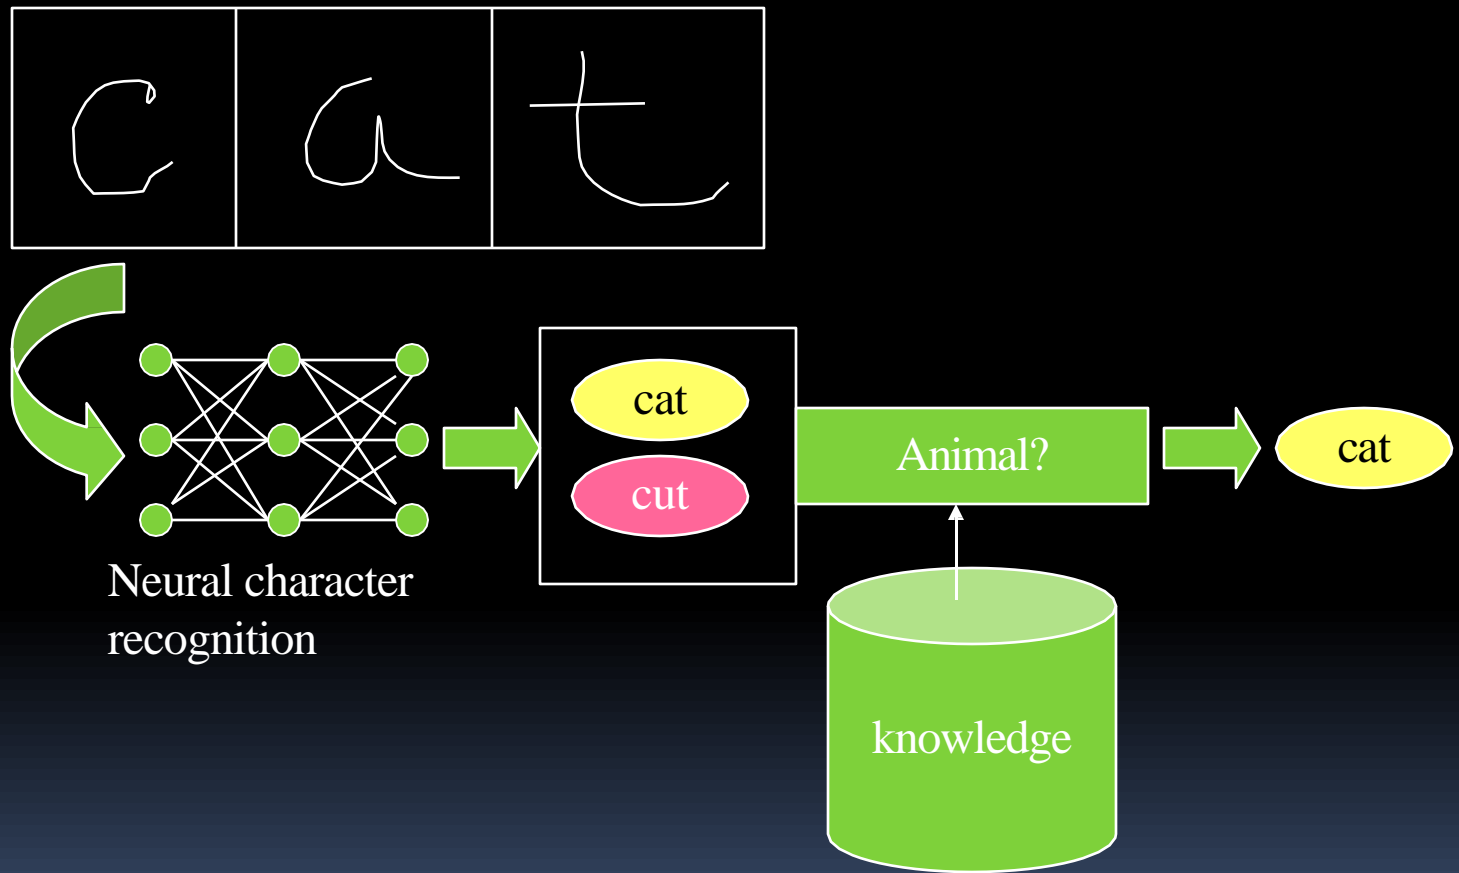 c a t
cat
cut
Animal?
cat
Neural character
recognition
knowledge